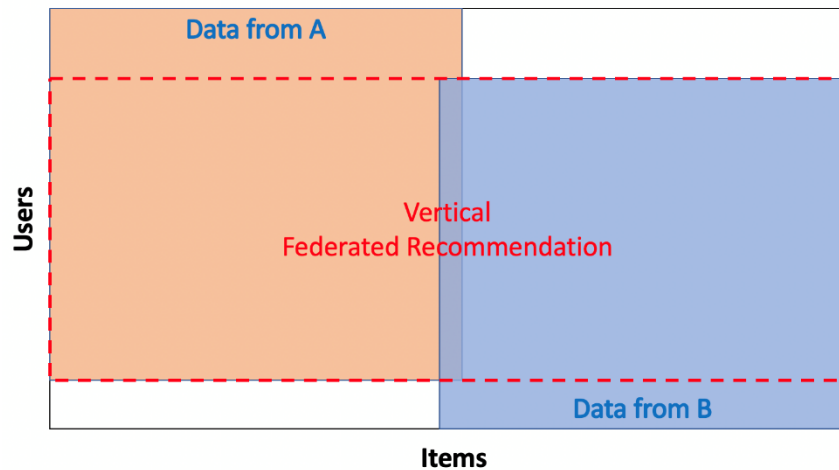 Data from A
Users
Vertical
Federated Recommendation
Data from B
Items